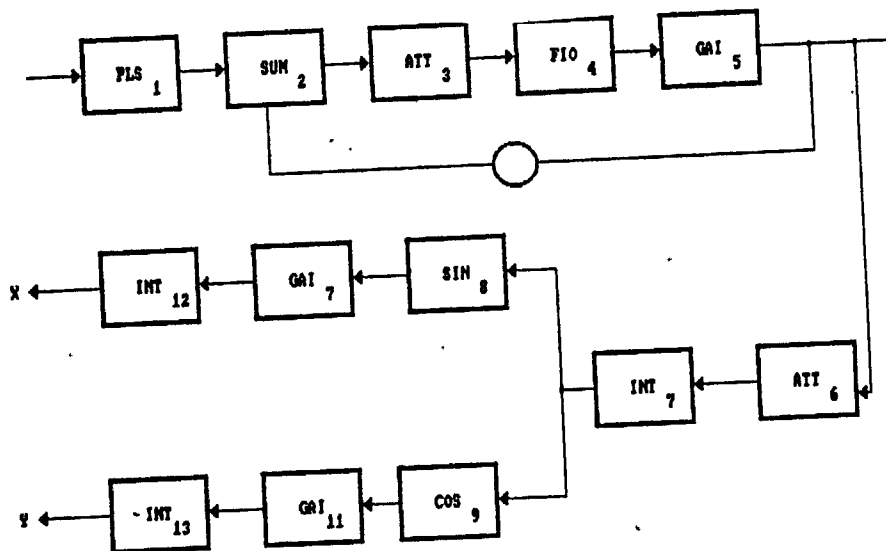 PLS 1 SUM 2 ATT 3 FIO 4 GAI 5
X INT 12 GAI 7 SIN 8
INT 7 ATT 6
Y INT 13 GAI 11 COS 9